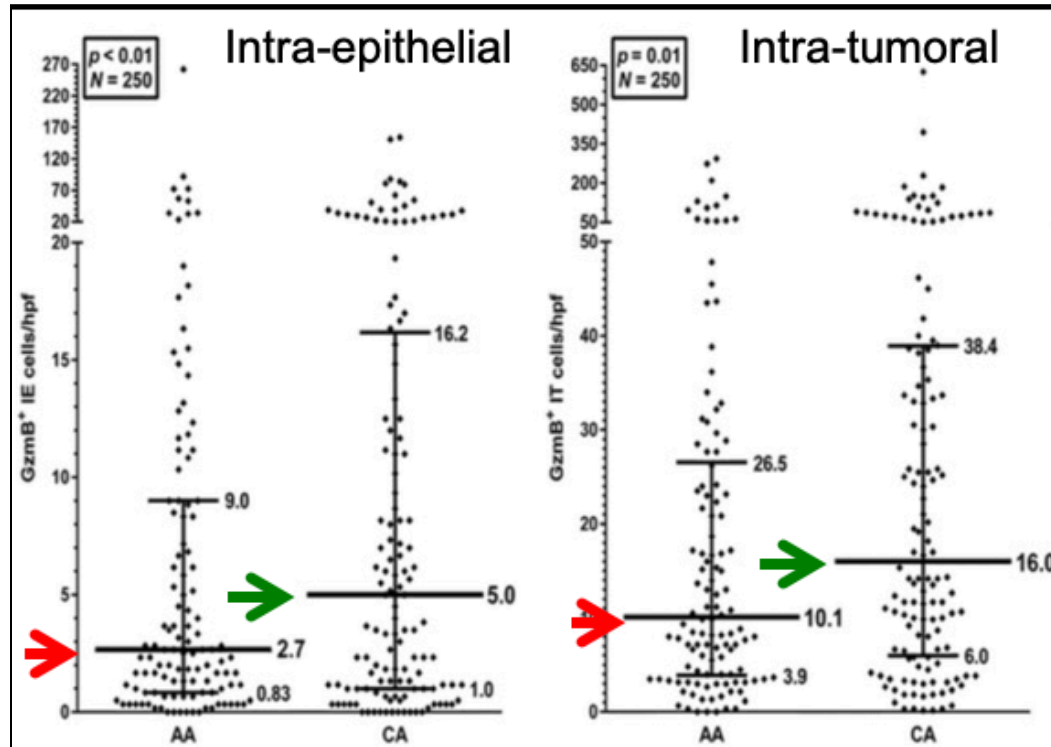 Intra-epithelial
p < 0.01
N = 250
GzmB⁺ IE cells/hpf
270
220
170
120
70
20
20
15
10
5
0
9.0
2.7
0.83
16.2
5.0
1.0
AA
CA
Intra-tumoral
p = 0.01
N = 250
GzmB⁺ IT cells/hpf
650
500
350
200
50
50
40
30
20
0
26.5
10.1
3.9
38.4
16.0
6.0
AA
CA